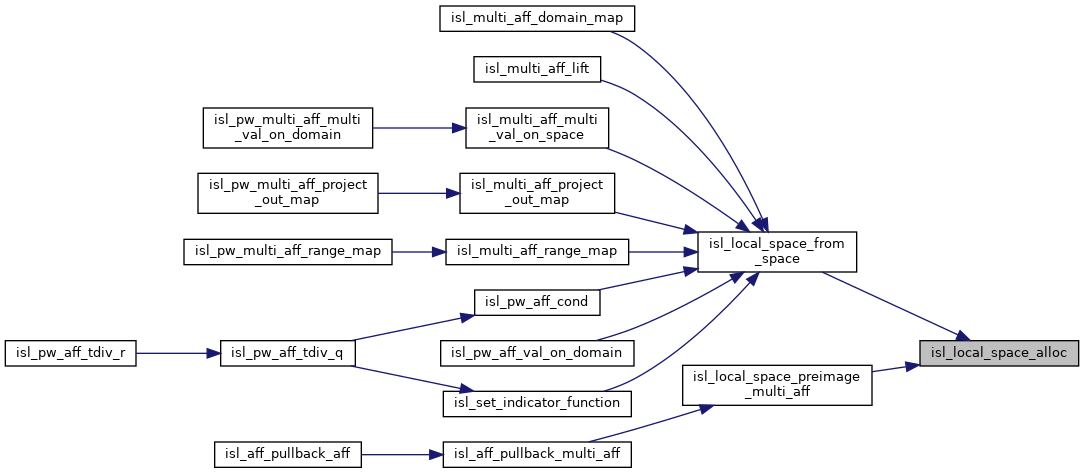 isl_multi_aff_domain_map
isl_multi_aff_lift
isl_pw_multi_aff_multi
_val_on_domain
isl_multi_aff_multi
_val_on_space
isl_pw_multi_aff_project
_out_map
isl_multi_aff_project
_out_map
isl_local_space_from
_space
isl_pw_multi_aff_range_map
isl_multi_aff_range_map
isl_pw_aff_cond
isl_pw_aff_tdiv_r
isl_pw_aff_tdiv_q
isl_pw_aff_val_on_domain
isl_local_space_alloc
isl_local_space_preimage
_multi_aff
isl_set_indicator_function
isl_aff_pullback_aff
isl_aff_pullback_multi_aff